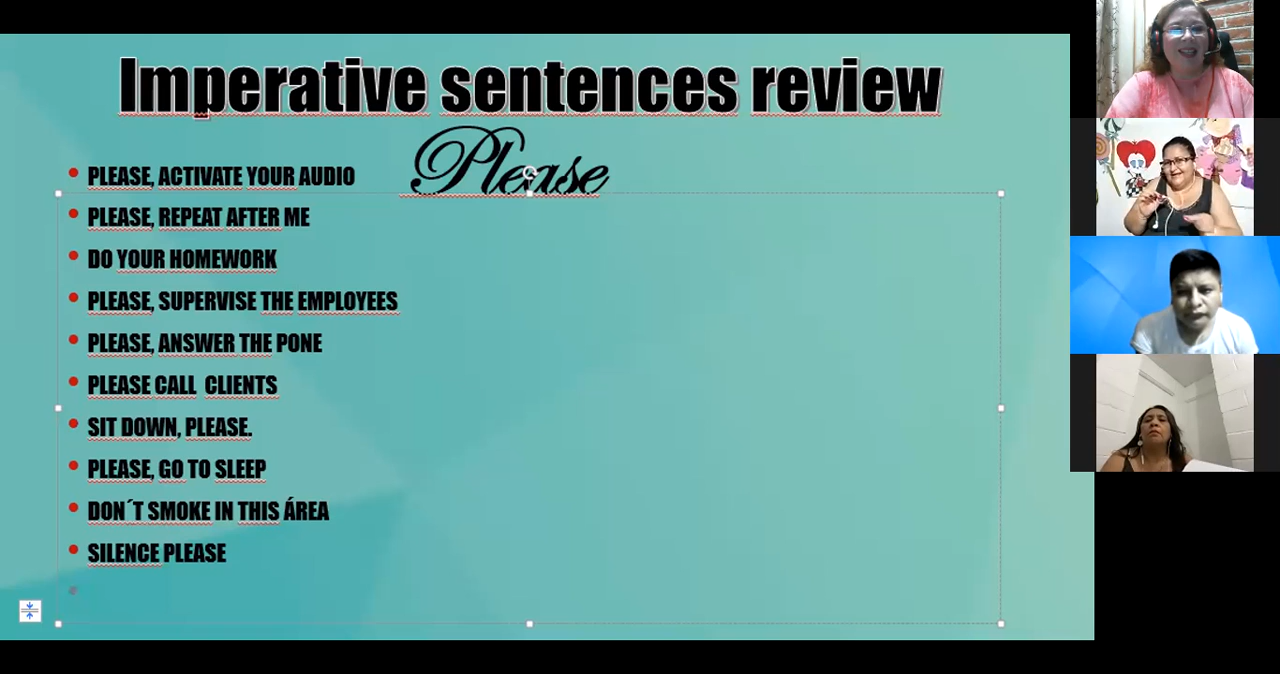 Imperative sentences review
Please
PLEASE, ACTIVATE YOUR AUDIO
PLEASE, REPEAT AFTER ME
DO YOUR HOMEWORK
PLEASE, SUPERVISE THE EMPLOYEES
PLEASE, ANSWER THE PONE
PLEASE CALL  CLIENTS
SIT DOWN, PLEASE.
PLEASE, GO TO SLEEP
DON´T SMOKE IN THIS ÁREA
SILENCE PLEASE